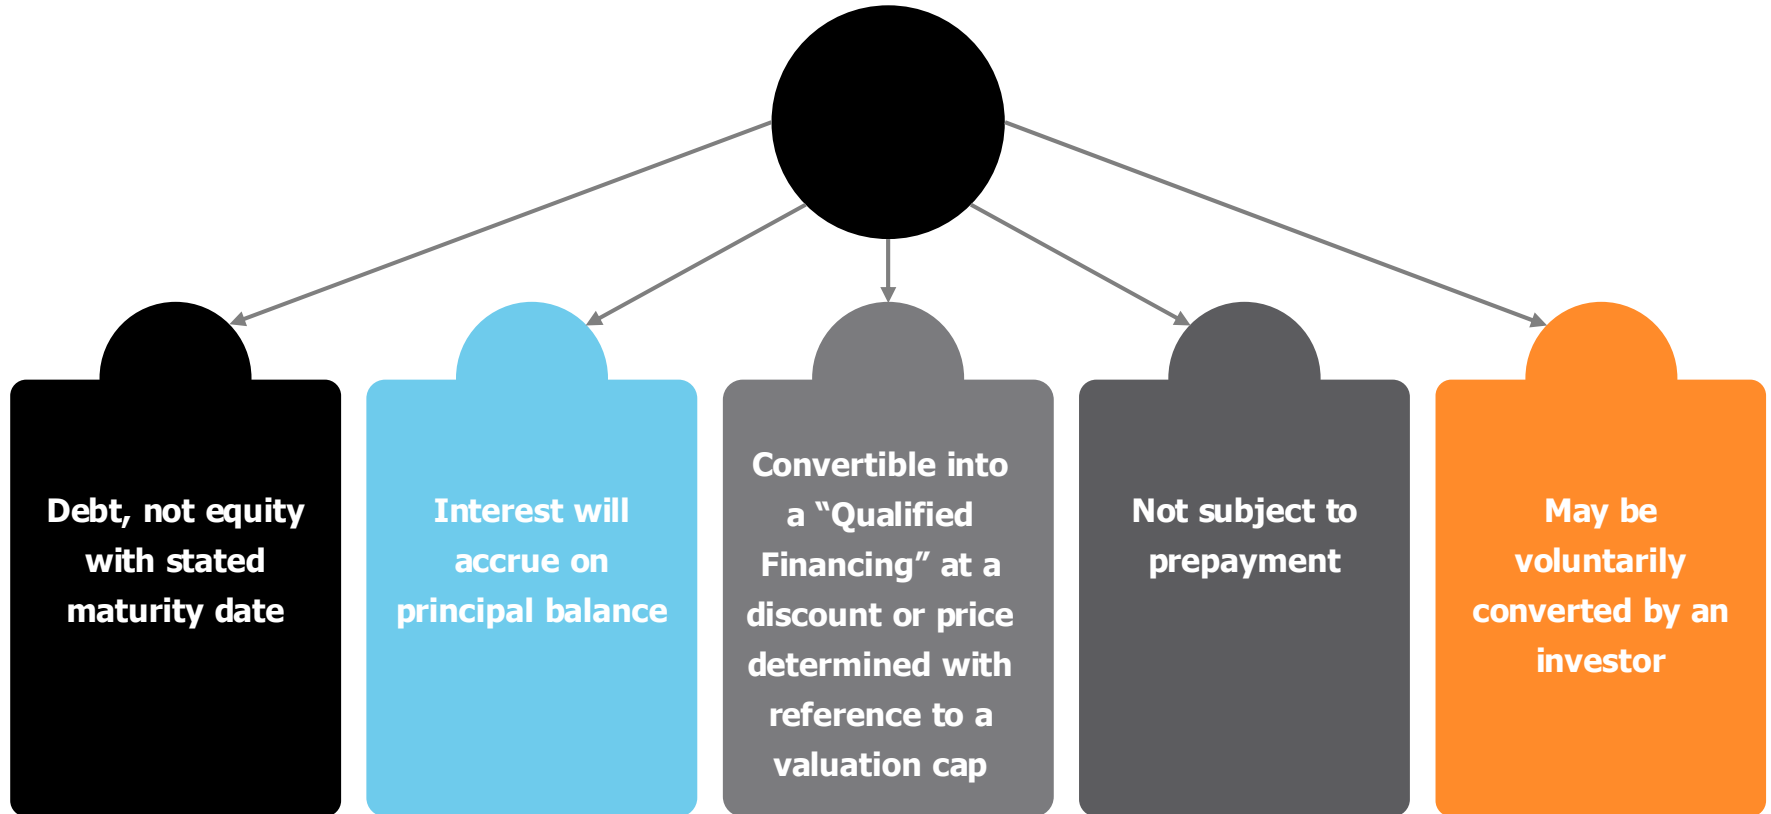 Debt, not equity
with stated
maturity date
Interest will
accrue on
principal balance
Convertible into
a “Qualified
Financing” at a
discount or price
determined with
reference to a
valuation cap
Not subject to
prepayment
May be
voluntarily
converted by an
investor